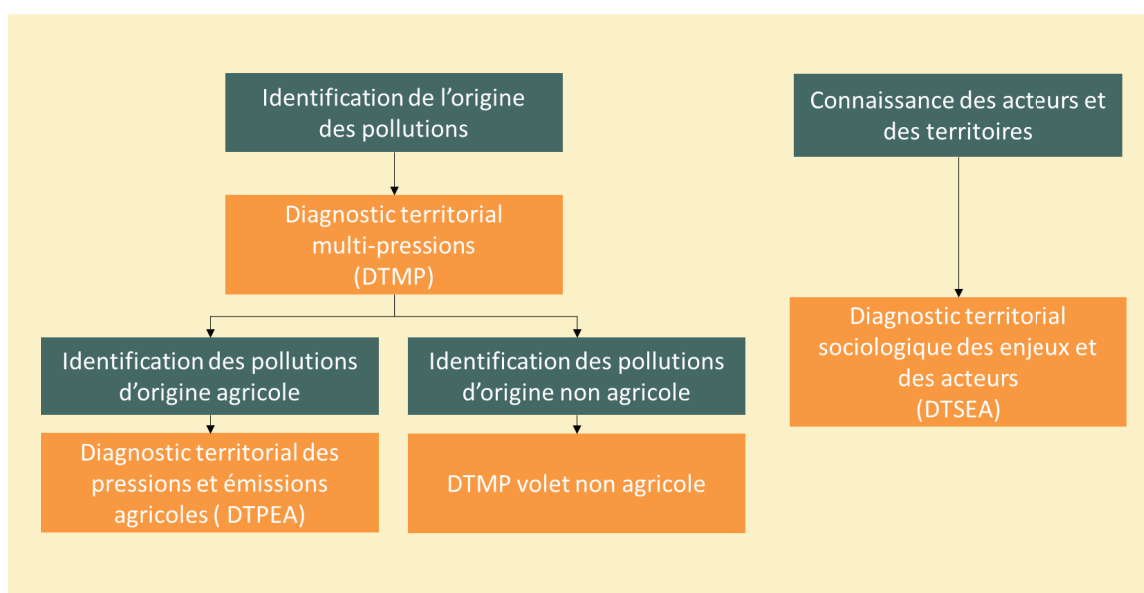 Identification de l'origine
des pollutions
Connaissance des acteurs et
des territoires
Diagnostic territorial
multi-pressions
(DTMP)
Identification des pollutions
d'origine agricole
Identification des pollutions
d'origine non agricole
Diagnostic territorial
sociologique des enjeux et
des acteurs
(DTSEA)
Diagnostic territorial des
pressions et émissions
agricoles ( DTPEA)
DTMP volet non agricole